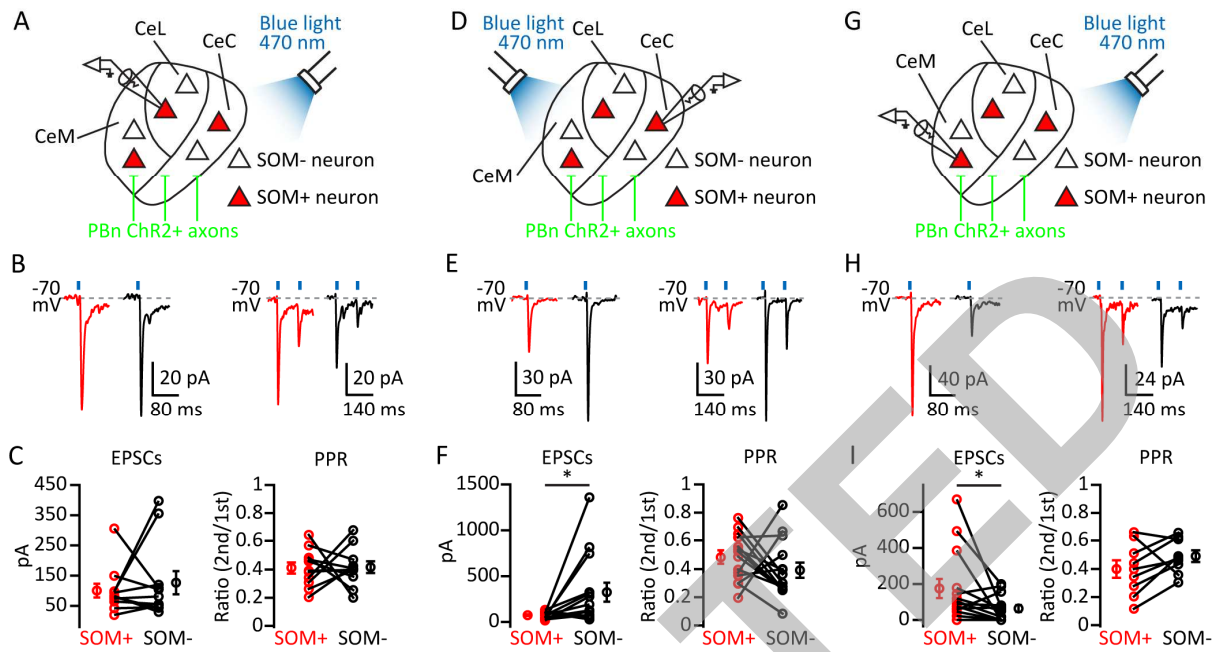 A
Blue light
470 nm
CeL
CeC
CeM
SOM- neuron
SOM+ neuron
PBn ChR2+ axons
D
Blue light
470 nm
CeL
CeC
CeM
SOM- neuron
SOM+ neuron
PBn ChR2+ axons
G
Blue light
470 nm
CeL
CeC
CeM
SOM- neuron
SOM+ neuron
PBn ChR2+ axons
B
-70
mV
20 pA
80 ms
-70
mV
20 pA
140 ms
E
-70
mV
30 pA
80 ms
-70
mV
30 pA
140 ms
H
-70
mV
40 pA
80 ms
-70
mV
24 pA
140 ms
C
EPSCs
pA
450
350
250
150
50
SOM+ SOM-
PPR
Ratio (2nd/1st)
1
0.8
0.6
0.4
0.2
0
SOM+ SOM-
F
EPSCs
*
pA
1500
1000
500
0
SOM+ SOM-
PPR
Ratio (2nd/1st)
1
0.8
0.6
0.4
0.2
0
SOM+ SOM-
I
EPSCs
*
pA
600
400
200
0
SOM+ SOM-
PPR
Ratio (2nd/1st)
1
0.8
0.6
0.4
0.2
0
SOM+ SOM-
TED